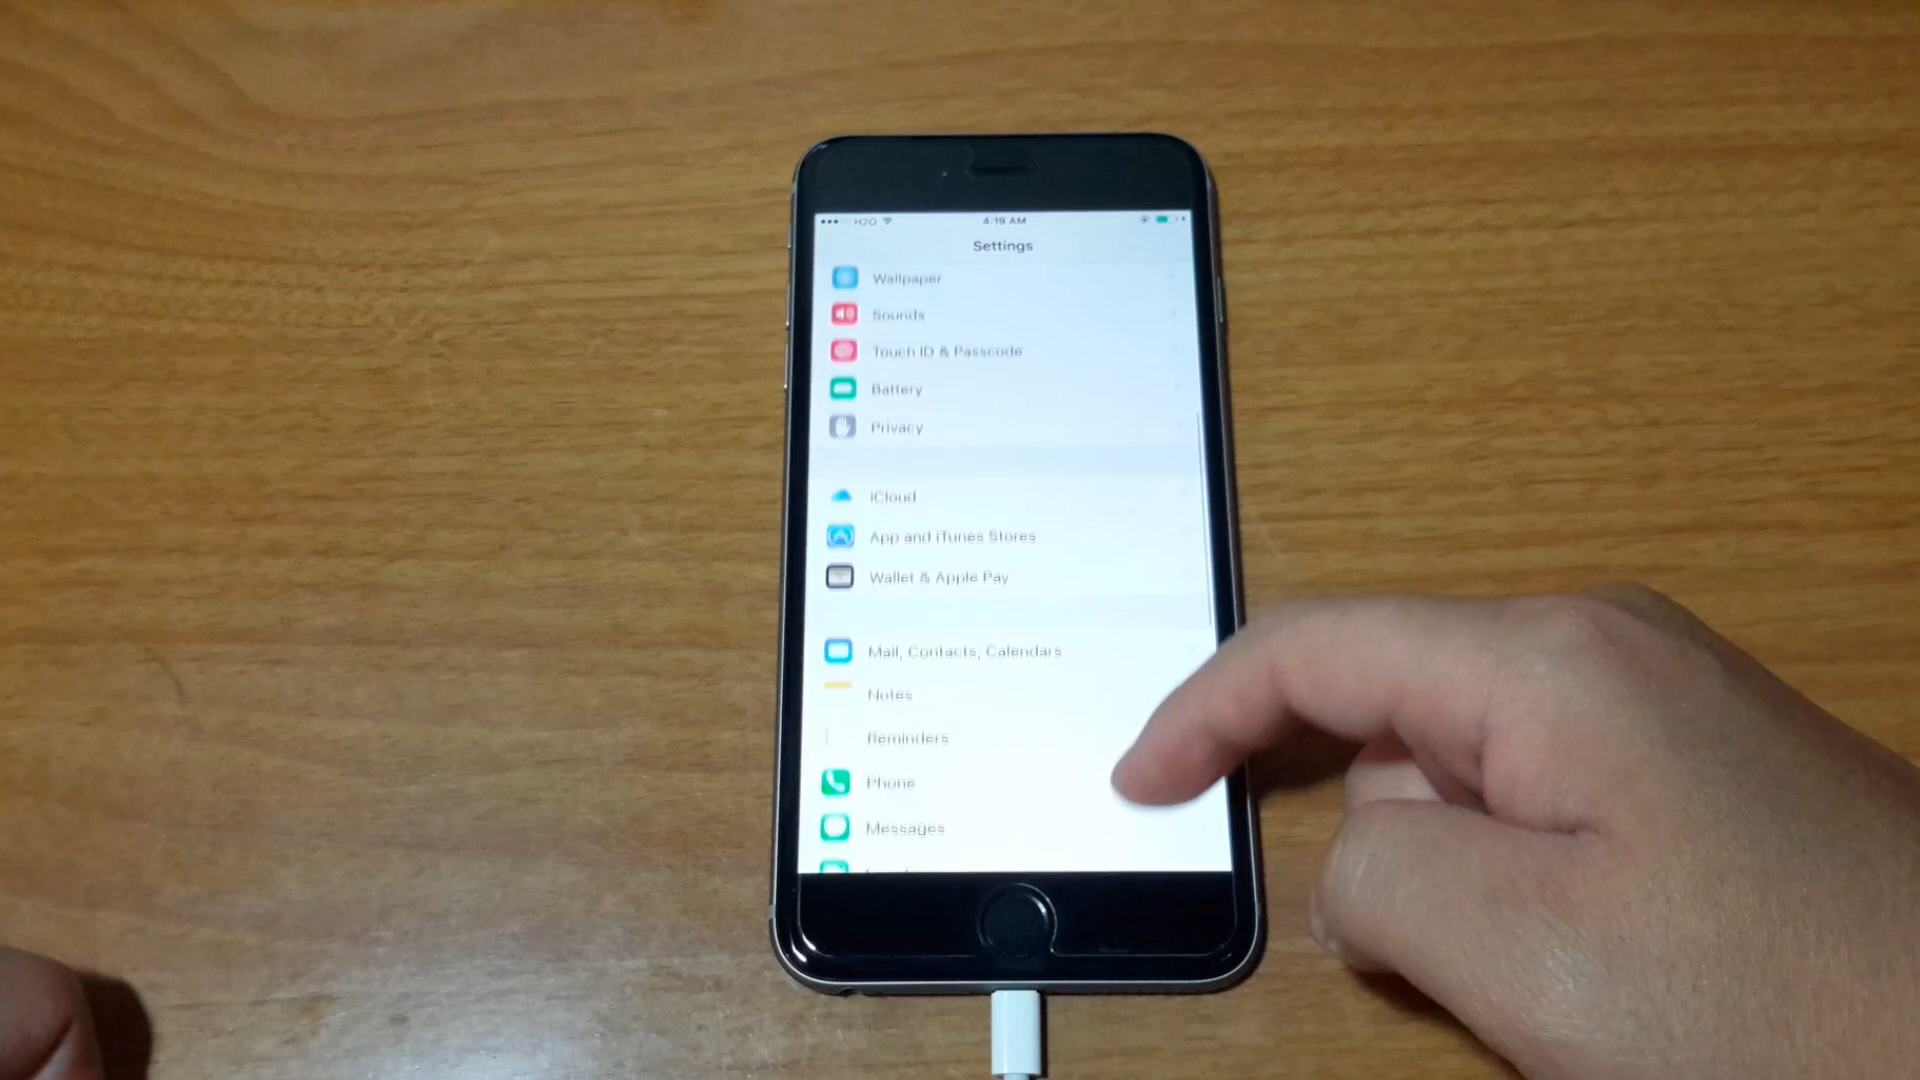 H2O 4:19 AM
Settings
Wallpaper
Sounds
Touch ID & Passcode
Battery
Privacy
iCloud
App and iTunes Stores
Wallet & Apple Pay
Mail, Contacts, Calendars
Notes
Reminders
Phone
Messages